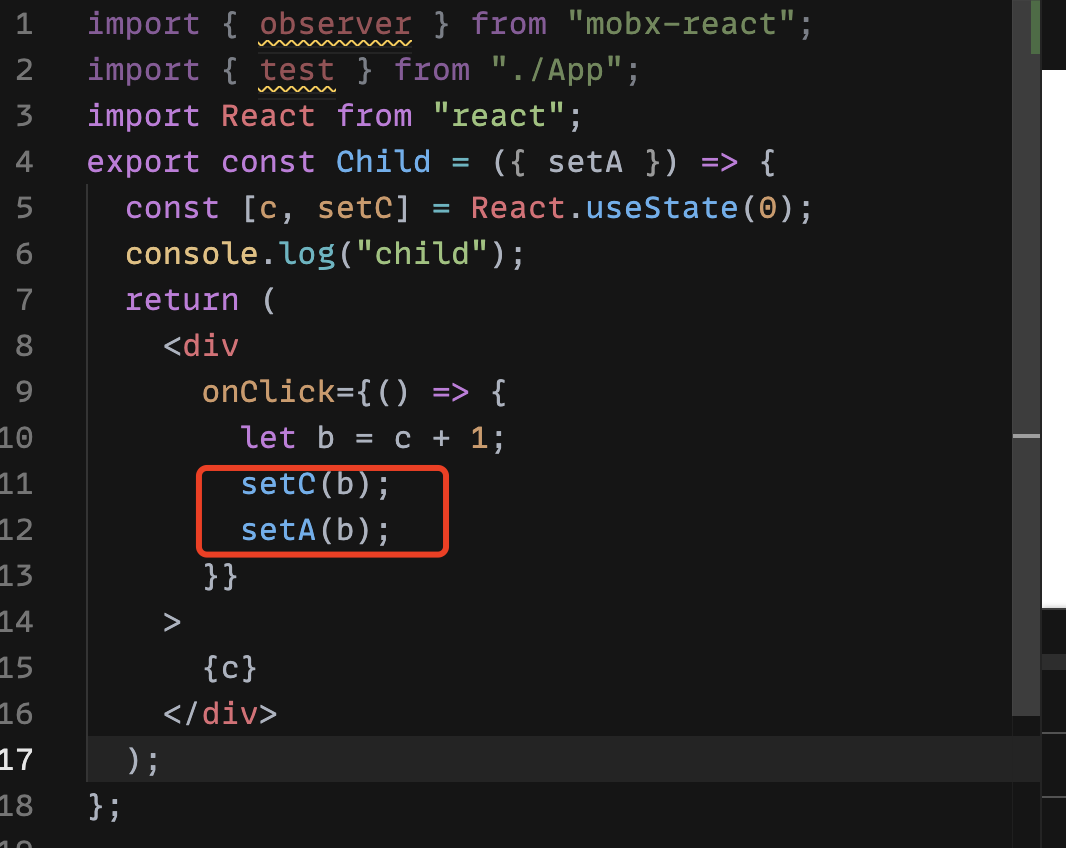 1 import { observer } from "mobx-react";
2 import { test } from "./App";
3 import React from "react";
4 export const Child = ({ setA }) => {
5 const [c, setC] = React.useState(0);
6 console.log("child");
7 return (
8 <div
9 onClick={() => {
10 let b = c + 1;
11 setC(b);
12 setA(b);
13 }}
14 >
15 {c}
16 </div>
17 );
18 };
19